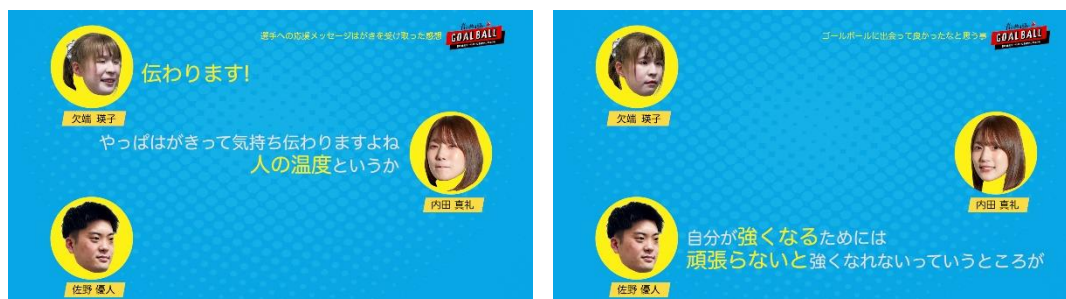 選手への応援メッセージはがきを受け取った感想
GOALBALL
伝わります!
欠端 瑛子
やっぱはがきって気持ち伝わりますよね
人の温度というか
内田 真礼
佐野 優人
ゴールボールに出会って良かったなと思う事
GOALBALL
欠端 瑛子
内田 真礼
自分が強くなるためには
頑張らないと強くなれないっていうところが
佐野 優人